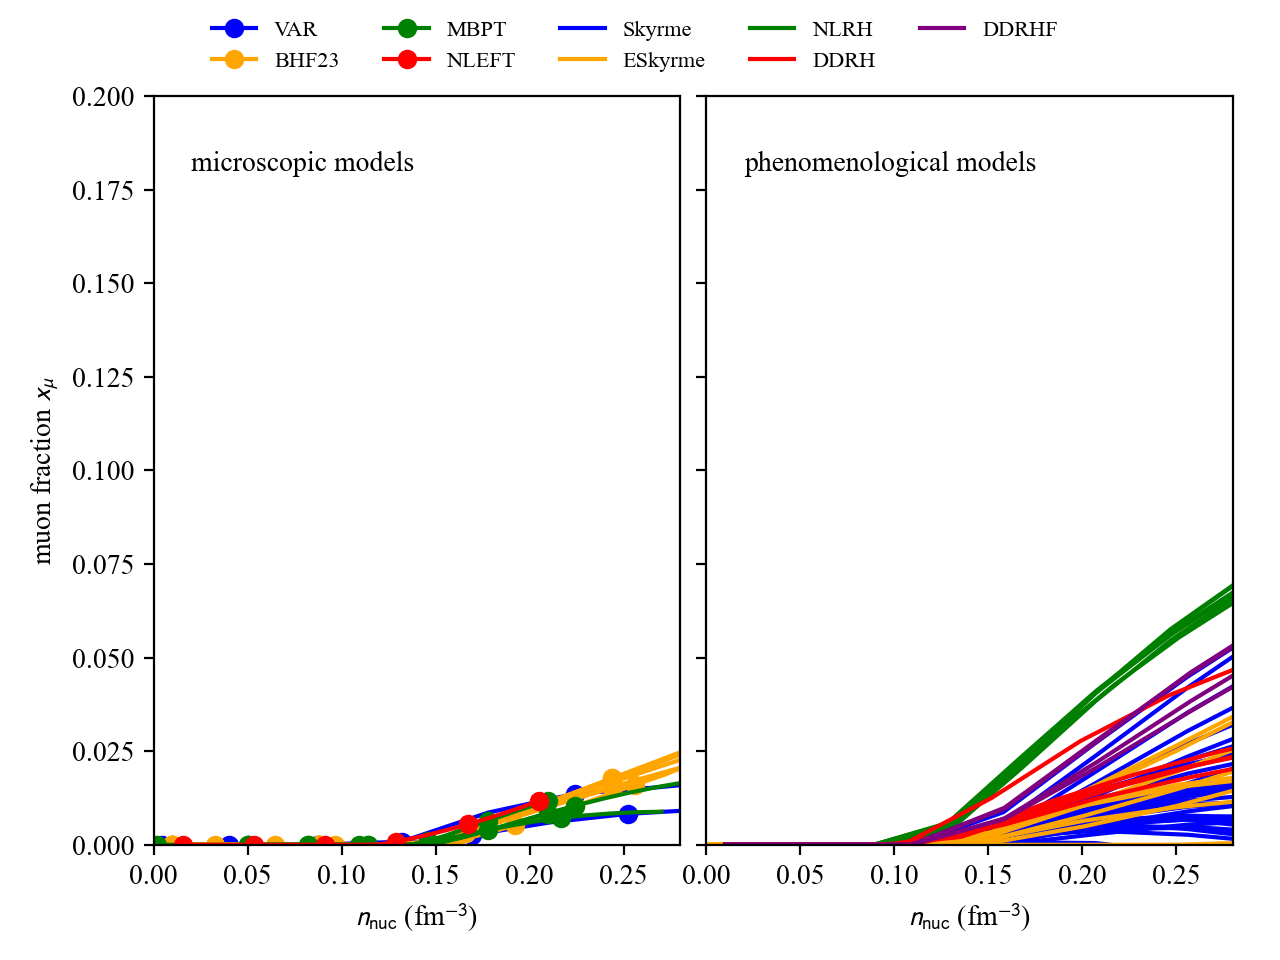 VAR MBPT Skyrme NLRH DDRHF
BHF23 NLEFT ESkyrme DDRH
microscopic models
phenomenological models
0.200
0.175
0.150
0.125
0.100
0.075
0.050
0.025
0.000
muon fraction xμ
0.00 0.05 0.10 0.15 0.20 0.25
0.00 0.05 0.10 0.15 0.20 0.25
nnuc (fm⁻³)
nnuc (fm⁻³)